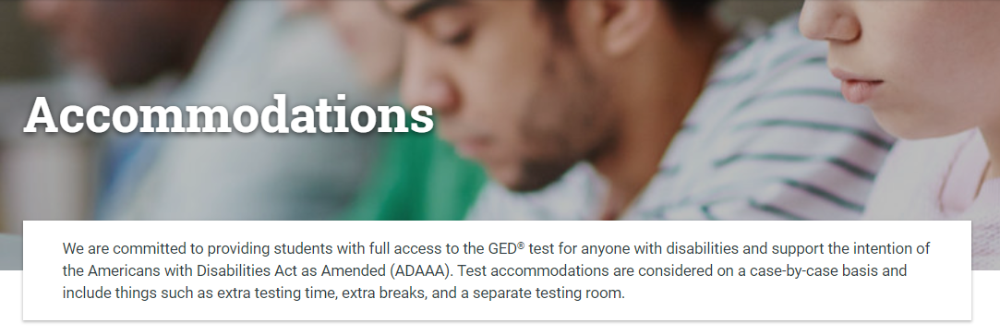 Accommodations
We are committed to providing students with full access to the GED® test for anyone with disabilities and support the intention of
the Americans with Disabilities Act as Amended (ADAAA). Test accommodations are considered on a case-by-case basis and
include things such as extra testing time, extra breaks, and a separate testing room.